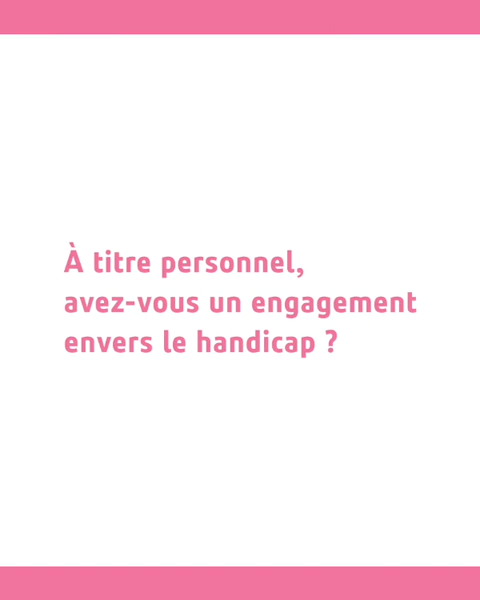 À titre personnel,
avez-vous un engagement
envers le handicap ?